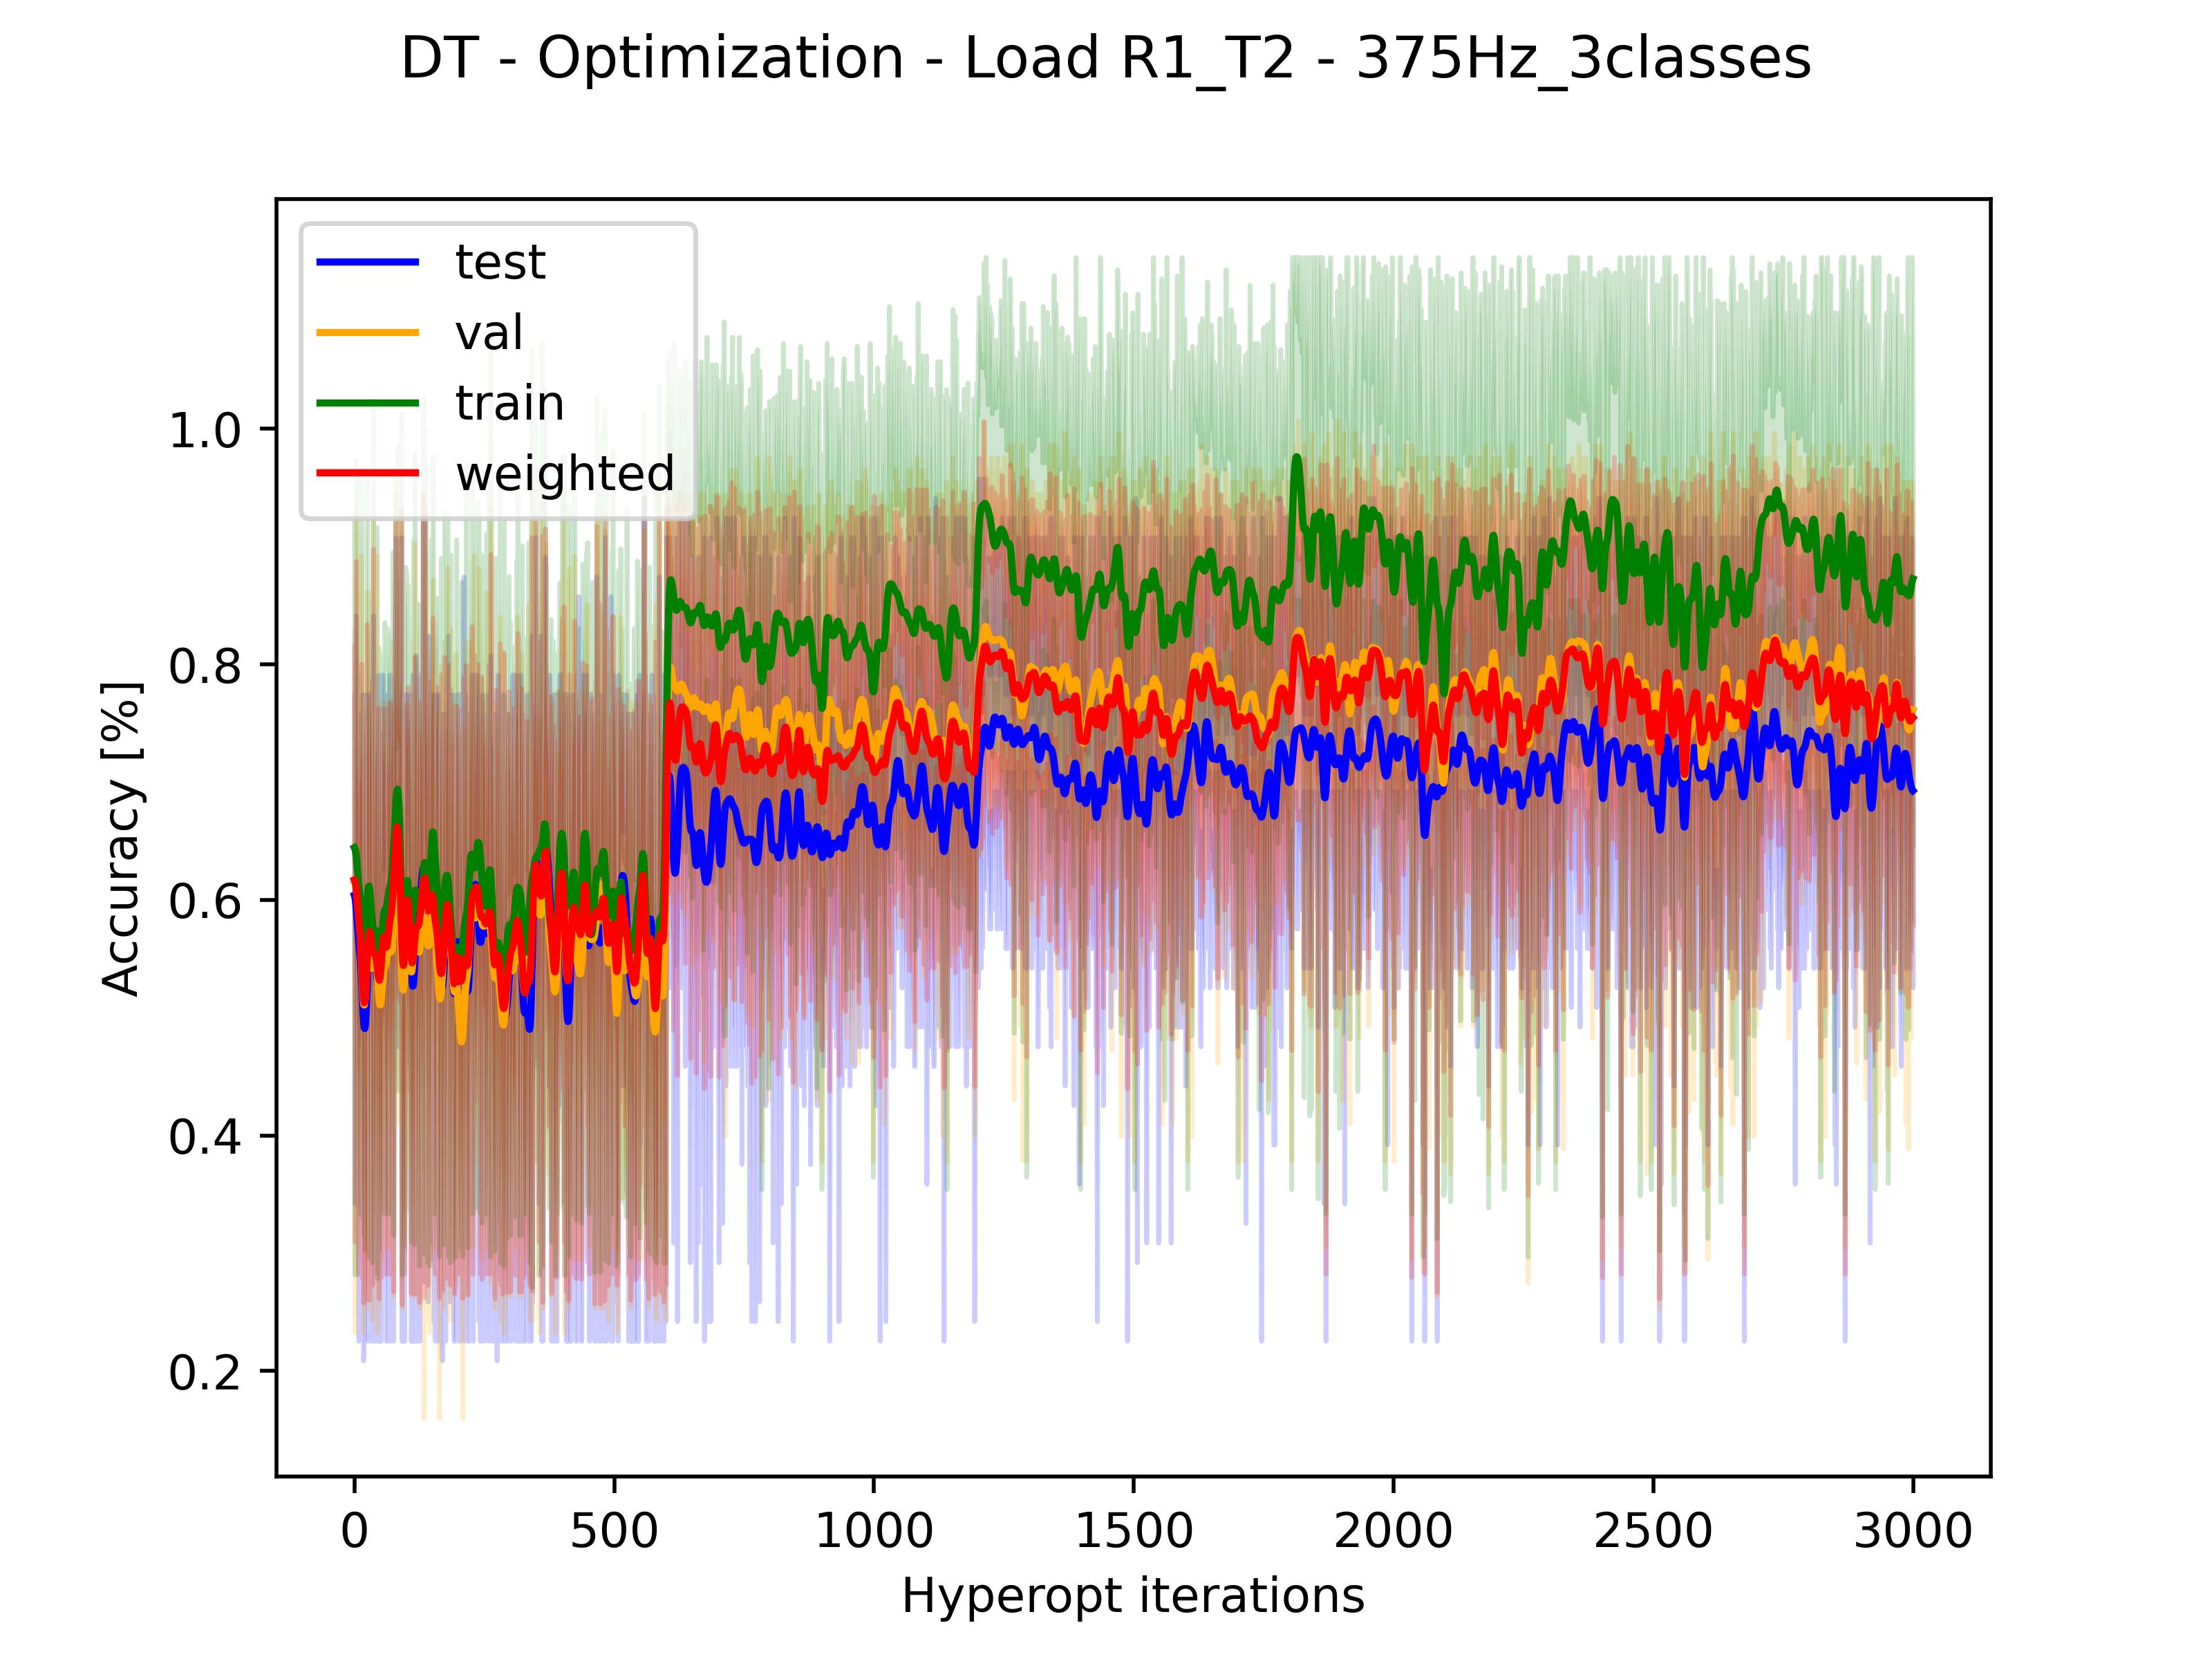 DT - Optimization - Load R1_T2 - 375Hz_3classes
test
val
train
weighted
1.0
0.8
0.6
0.4
0.2
Accuracy [%]
0 500 1000 1500 2000 2500 3000
Hyperopt iterations